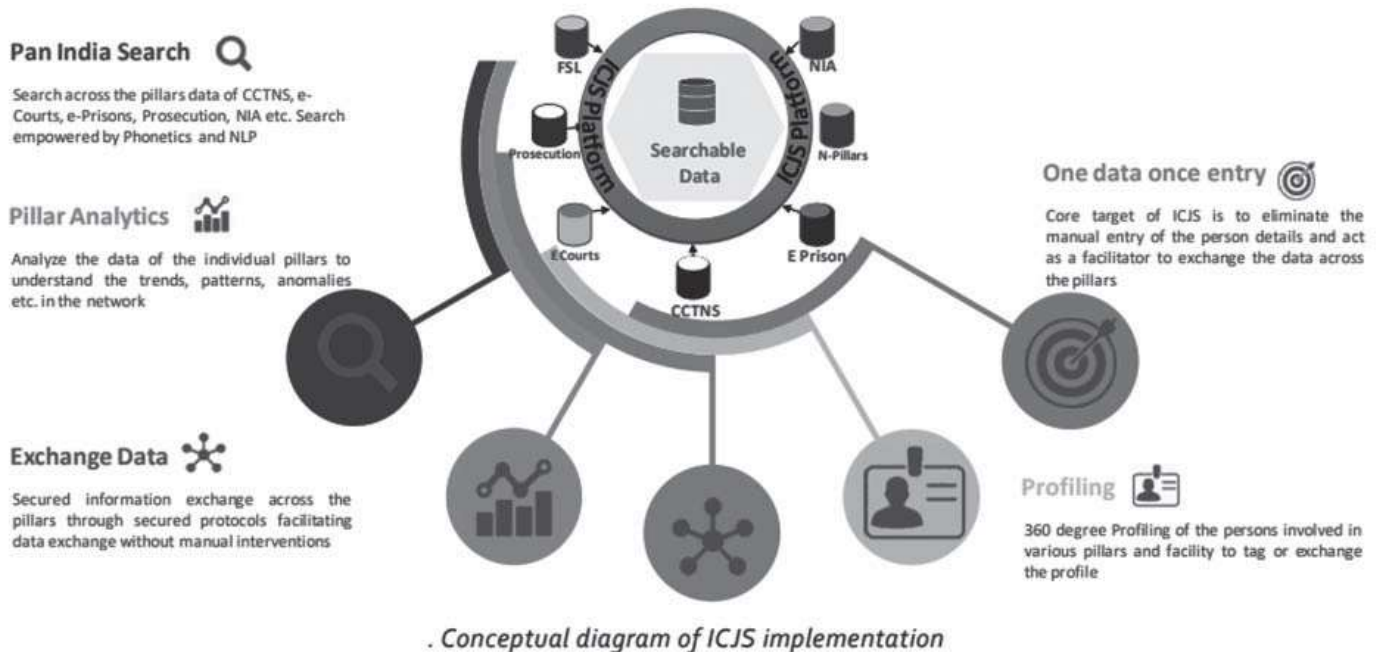 Pan India Search
Search across the pillars data of CCTNS, e-
Courts, e-Prisons, Prosecution, NIA etc. Search
empowered by Phonetics and NLP
Pillar Analytics
Analyze the data of the individual pillars to
understand the trends, patterns, anomalies
etc. in the network
Exchange Data
Secured information exchange across the
pillars through secured protocols facilitating
data exchange without manual interventions
FSL
NIA
ICJS Platform
ICJS Platform
Prosecution
N-Pillars
Searchable
Data
E Courts
E Prison
CCTNS
One data once entry
Core target of ICJS is to eliminate the
manual entry of the person details and act
as a facilitator to exchange the data across
the pillars
Profiling
360 degree Profiling of the persons involved in
various pillars and facility to tag or exchange
the profile
. Conceptual diagram of ICJS implementation